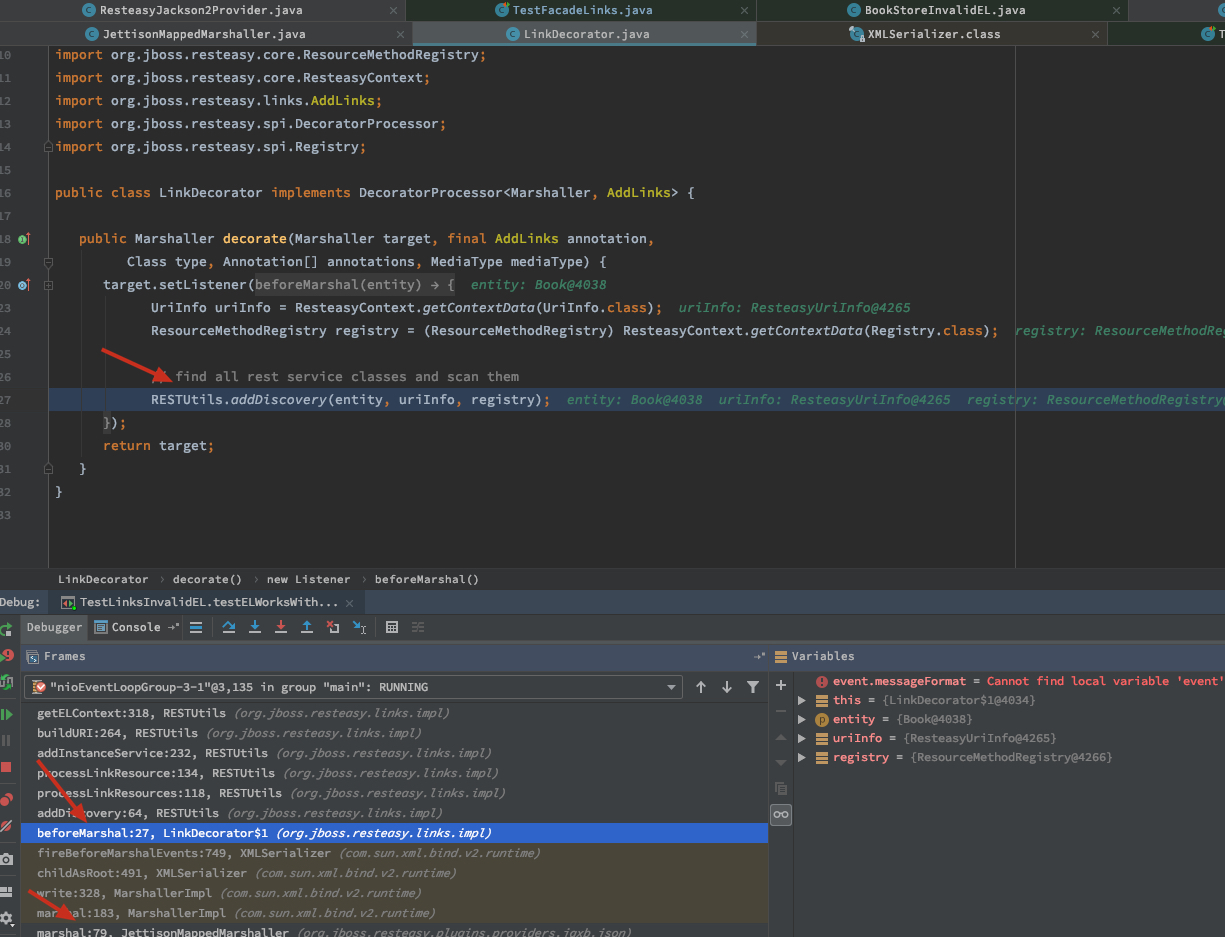 ResteasyJackson2Provider.java TestFacadeLinks.java BookStoreInvalidEL.java
JettisonMappedMarshaller.java LinkDecorator.java XMLSerializer.class
10 import org.jboss.resteasy.core.ResourceMethodRegistry;
11 import org.jboss.resteasy.core.ResteasyContext;
12 import org.jboss.resteasy.links.AddLinks;
13 import org.jboss.resteasy.spi.DecoratorProcessor;
14 import org.jboss.resteasy.spi.Registry;
15
16 public class LinkDecorator implements DecoratorProcessor<Marshaller, AddLinks> {
17
18 public Marshaller decorate(Marshaller target, final AddLinks annotation,
19 Class type, Annotation[] annotations, MediaType mediaType) {
20 target.setListener(beforeMarshal(entity) → { entity: Book@4038
23 UriInfo uriInfo = ResteasyContext.getContextData(UriInfo.class); uriInfo: ResteasyUriInfo@4265
24 ResourceMethodRegistry registry = (ResourceMethodRegistry) ResteasyContext.getContextData(Registry.class); registry: ResourceMethodRe
25
26 // find all rest service classes and scan them
27 RESTUtils.addDiscovery(entity, uriInfo, registry); entity: Book@4038 uriInfo: ResteasyUriInfo@4265 registry: ResourceMethodRegistry@
28 });
30 return target;
31 }
32 }
33
LinkDecorator › decorate() › new Listener › beforeMarshal()
Debug: TestLinksInvalidEL.testELWorksWith...
Debugger Console
Frames
Variables
"nioEventLoopGroup-3-1"@3,135 in group "main": RUNNING
getELContext:318, RESTUtils (org.jboss.resteasy.links.impl)
buildURI:264, RESTUtils (org.jboss.resteasy.links.impl)
addInstanceService:232, RESTUtils (org.jboss.resteasy.links.impl)
processLinkResource:134, RESTUtils (org.jboss.resteasy.links.impl)
processLinkResources:118, RESTUtils (org.jboss.resteasy.links.impl)
addDiscovery:64, RESTUtils (org.jboss.resteasy.links.impl)
beforeMarshal:27, LinkDecorator$1 (org.jboss.resteasy.links.impl)
fireBeforeMarshalEvents:749, XMLSerializer (com.sun.xml.bind.v2.runtime)
childAsRoot:491, XMLSerializer (com.sun.xml.bind.v2.runtime)
write:328, MarshallerImpl (com.sun.xml.bind.v2.runtime)
marshal:183, MarshallerImpl (com.sun.xml.bind.v2.runtime)
marshal:79, JettisonMappedMarshaller (org.jboss.resteasy.plugins.providers.jaxb.json)
event.messageFormat = Cannot find local variable 'event'
this = {LinkDecorator$1@4034}
entity = {Book@4038}
uriInfo = {ResteasyUriInfo@4265}
registry = {ResourceMethodRegistry@4266}